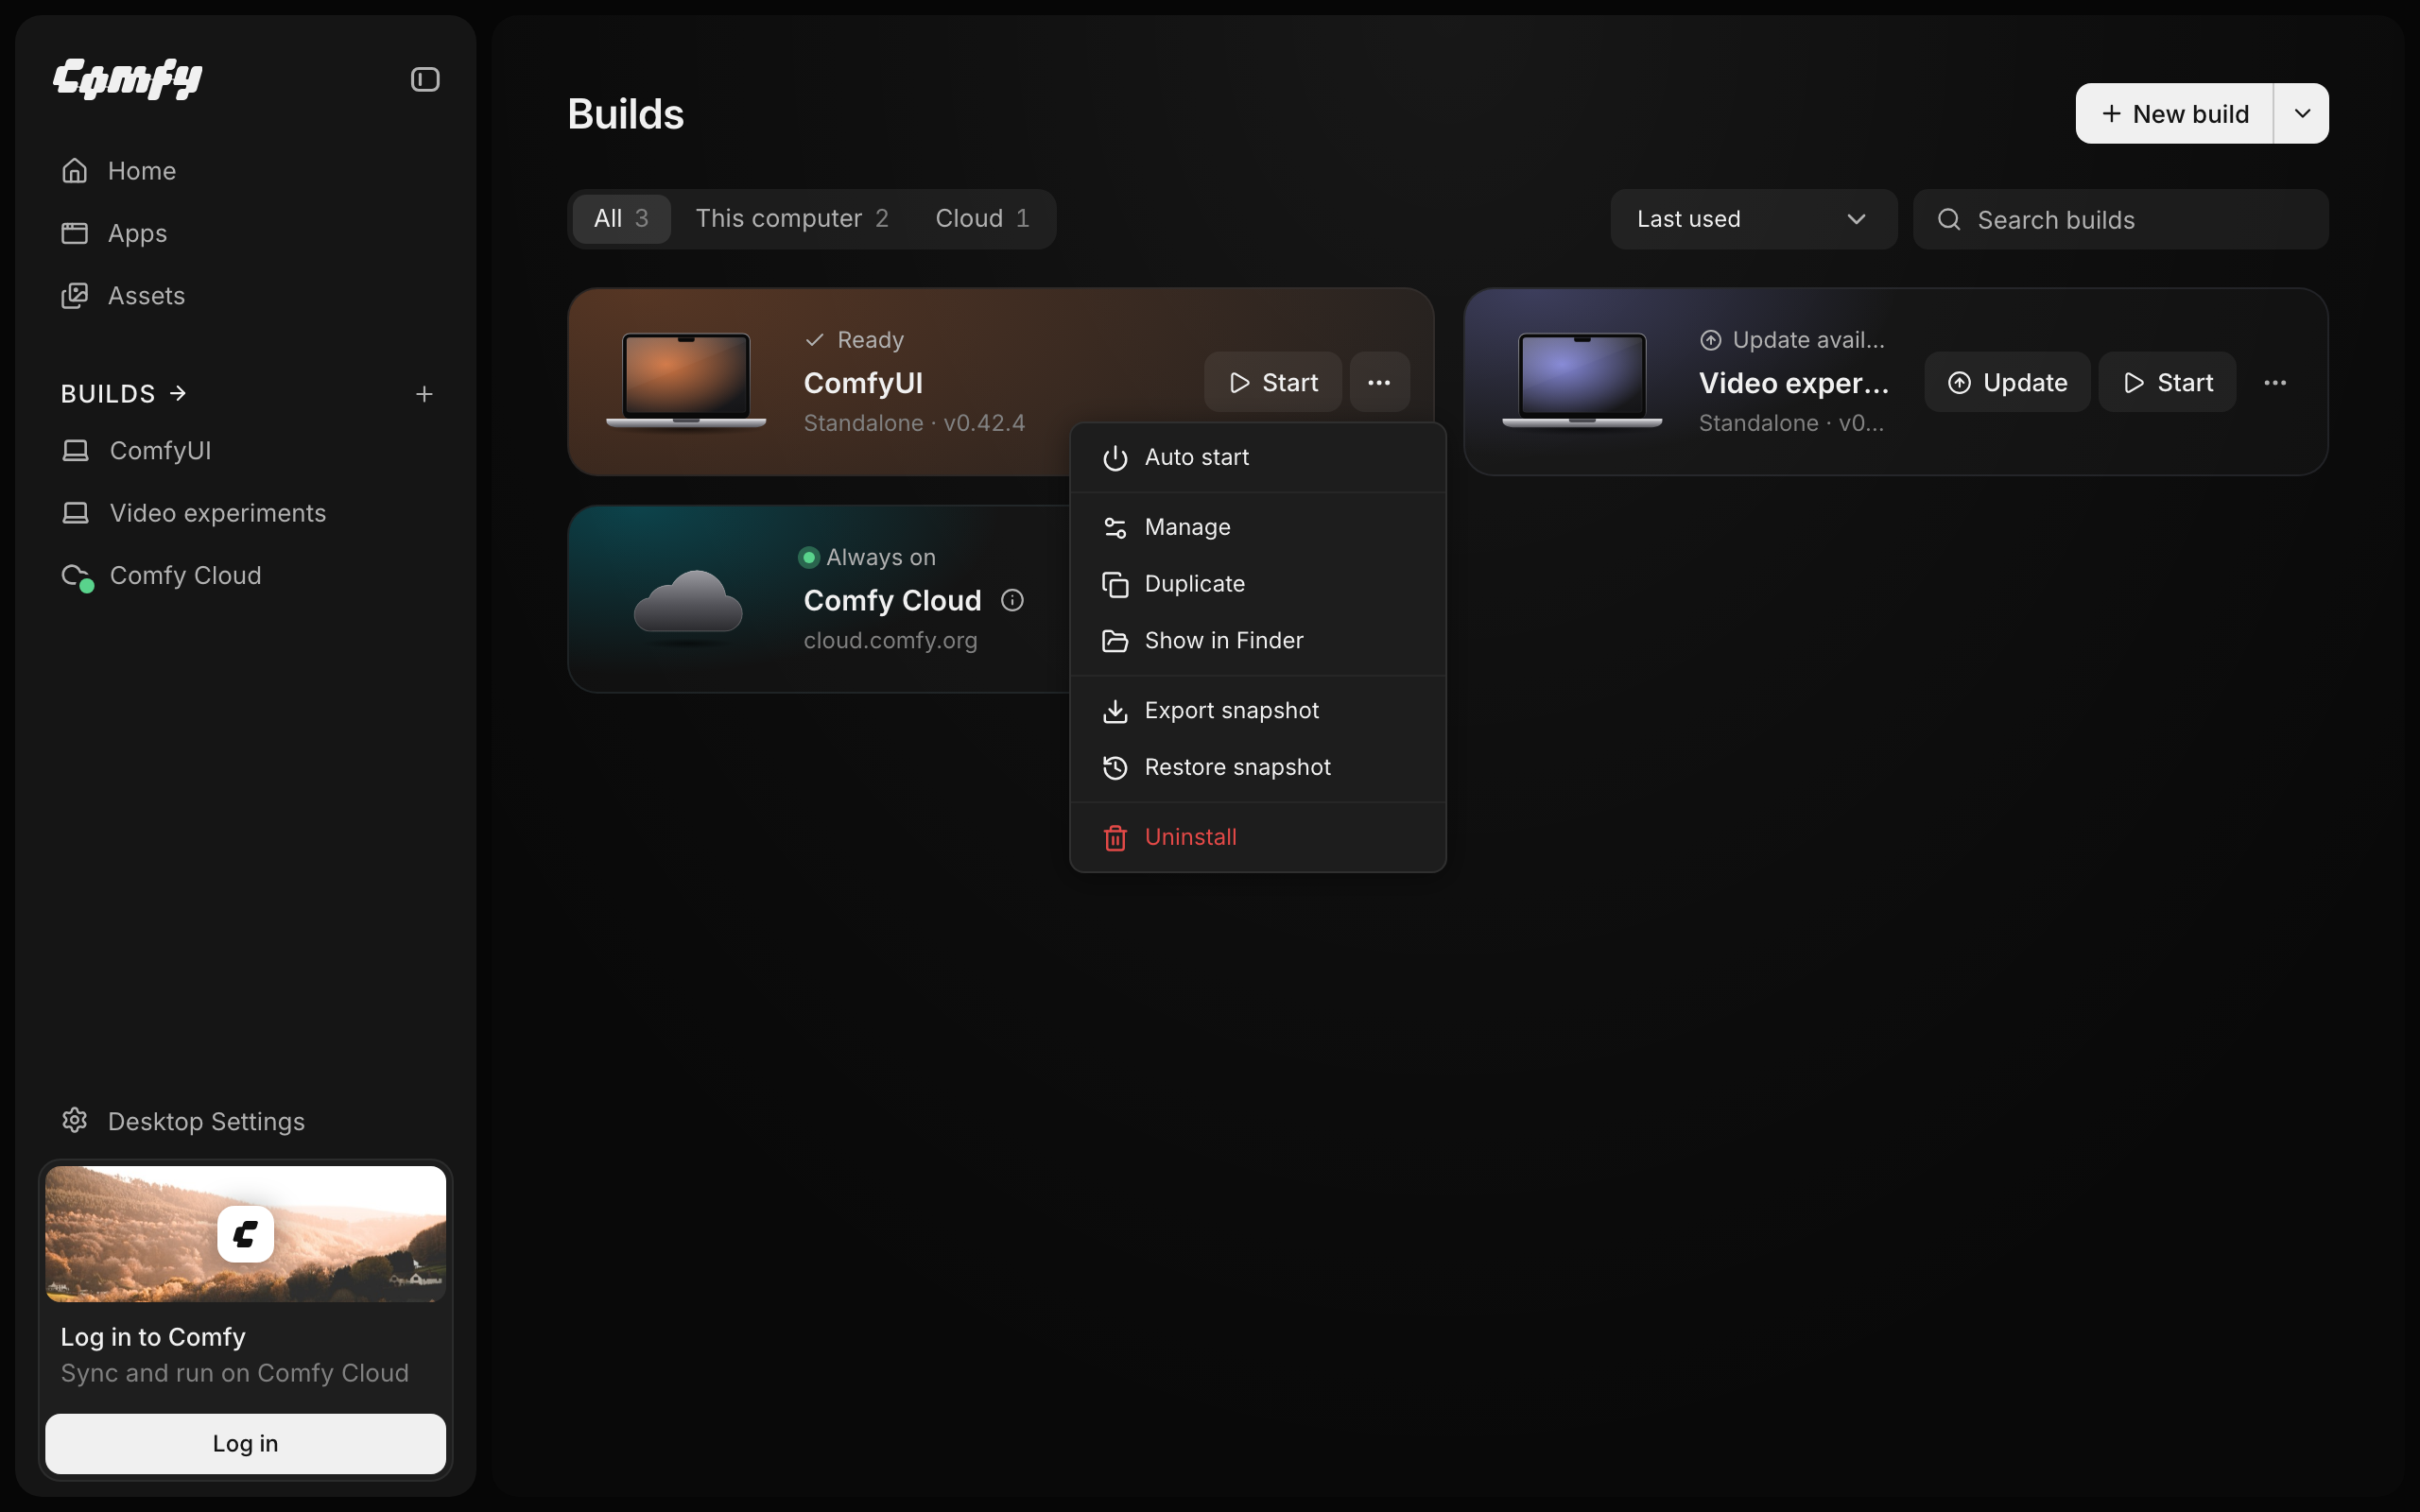 Comfy
Home
Apps
Assets
BUILDS
ComfyUI
Video experiments
Comfy Cloud
Desktop Settings
Log in to Comfy
Sync and run on Comfy Cloud
Log in
Builds
New build
All 3
This computer 2
Cloud 1
Last used
Search builds
Ready
ComfyUI
Standalone · v0.42.4
Start
Update avail...
Video exper...
Standalone · v0...
Update
Start
Always on
Comfy Cloud
cloud.comfy.org
Auto start
Manage
Duplicate
Show in Finder
Export snapshot
Restore snapshot
Uninstall